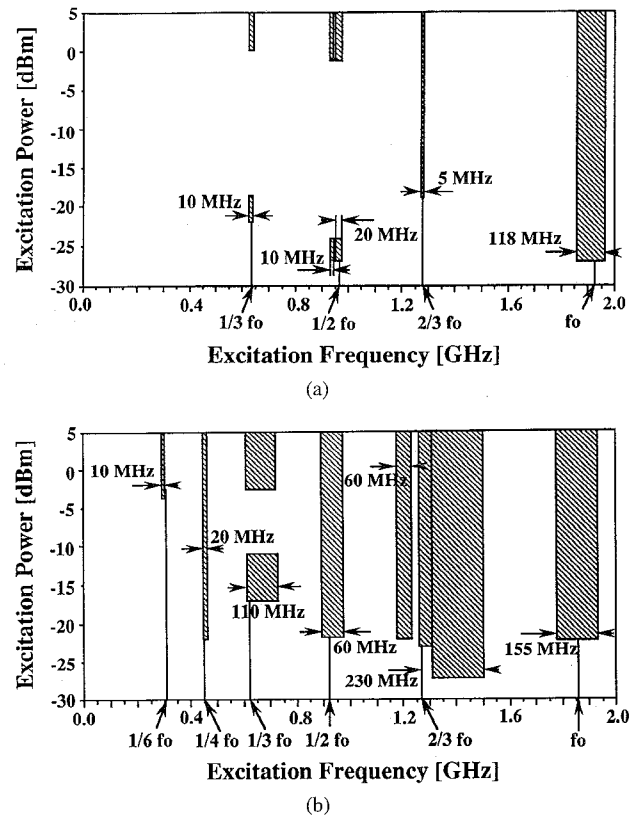 Excitation Power [dBm]
5
0
-5
-10
-15
-20
-25
-30
10 MHz
10 MHz
20 MHz
5 MHz
118 MHz
0.0
0.4
0.8
1.2
1.6
2.0
1/3 fo
1/2 fo
2/3 fo
fo
Excitation Frequency [GHz]
(a)
Excitation Power [dBm]
5
0
-5
-10
-15
-20
-25
-30
10 MHz
20 MHz
110 MHz
60 MHz
60 MHz
230 MHz
155 MHz
0.0
0.4
0.8
1.2
1.6
2.0
1/6 fo
1/4 fo
1/3 fo
1/2 fo
2/3 fo
fo
Excitation Frequency [GHz]
(b)